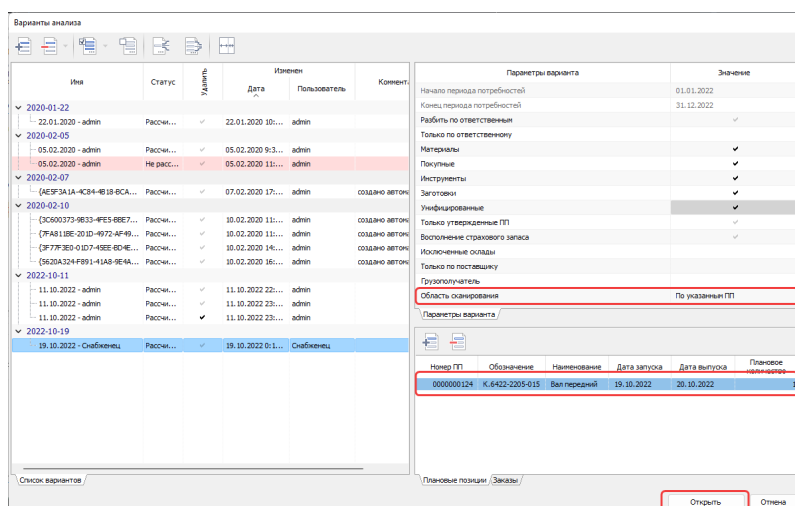 Варианты анализа
Имя Статус Удалить Изменен Коммента
Дата Пользователь
2020-01-22
22.01.2020 - admin Рассчи... 22.01.2020 10:... admin
2020-02-05
05.02.2020 - admin Рассчи... 05.02.2020 9:3... admin
05.02.2020 - admin Не расс... 05.02.2020 11:... admin
2020-02-07
{AE5F3A1A-4C84-4B18-BCA... Рассчи... 07.02.2020 17:... admin создано автома
2020-02-10
{3C600373-9B33-4FE5-BBE7... Рассчи... 10.02.2020 11:... admin создано автома
{7FA811BE-201D-4972-AF49... Рассчи... 10.02.2020 11:... admin создано автома
{3F77F3E0-01D7-45EE-BD4E... Рассчи... 10.02.2020 14:... admin создано автома
{5620A324-F891-41A8-9E4A... Рассчи... 10.02.2020 16:... admin создано автома
2022-10-11
11.10.2022 - admin Рассчи... 11.10.2022 22:... admin
11.10.2022 - admin Рассчи... 11.10.2022 23:... admin
11.10.2022 - admin Рассчи... 11.10.2022 23:... admin
2022-10-19
19.10.2022 - Снабженец Рассчи... 19.10.2022 0:1... Снабженец
Список вариантов
Параметры варианта Значение
Начало периода потребностей 01.01.2022
Конец периода потребностей 31.12.2022
Разбить по ответственным
Только по ответственному
Материалы
Покупные
Инструменты
Заготовки
Унифицированные
Только утвержденные ПП
Восполнение страхового запаса
Исключенные склады
Только по поставщику
Грузополучатель
Область сканирования По указанным ПП
Параметры варианта
Номер ПП Обозначение Наименование Дата запуска Дата выпуска Плановое количество
0000000124 К.6422-2205-015 Вал передний 19.10.2022 20.10.2022 1
Плановые позиции Заказы
Открыть Отмена